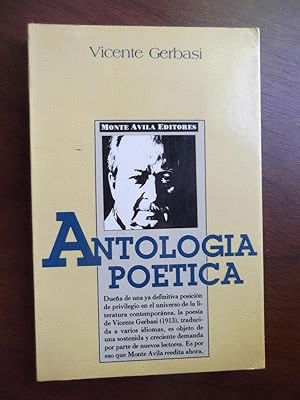 Vicente Gerbasi
MONTE AVILA EDITORES
ANTOLOGIA
POETICA
Dueña de una ya definitiva posición
de privilegio en el universo de la li-
teratura contemporánea, la poesía
de Vicente Gerbasi (1913), traduci-
da a varios idiomas, es objeto de
una sostenida y creciente demanda
por parte de nuevos lectores. Es por
eso que Monte Avila reedita ahora,